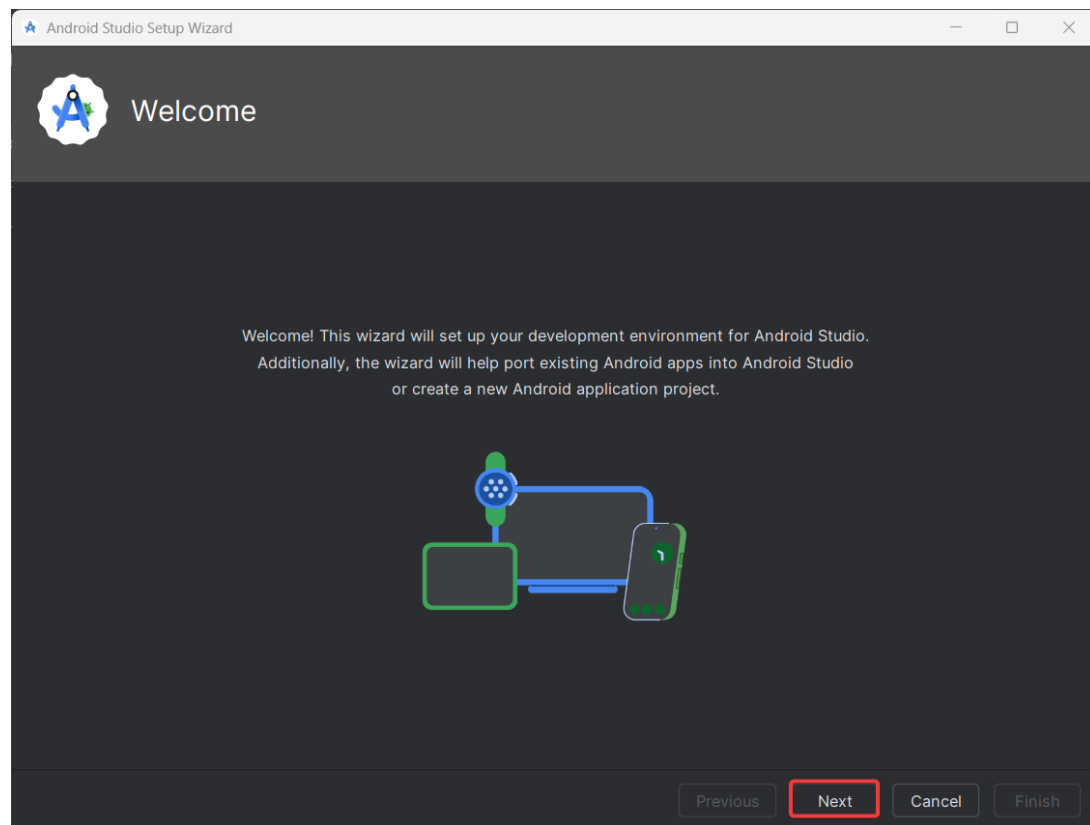 Android Studio Setup Wizard
Welcome
Welcome! This wizard will set up your development environment for Android Studio.
Additionally, the wizard will help port existing Android apps into Android Studio
or create a new Android application project.
Previous Next Cancel Finish